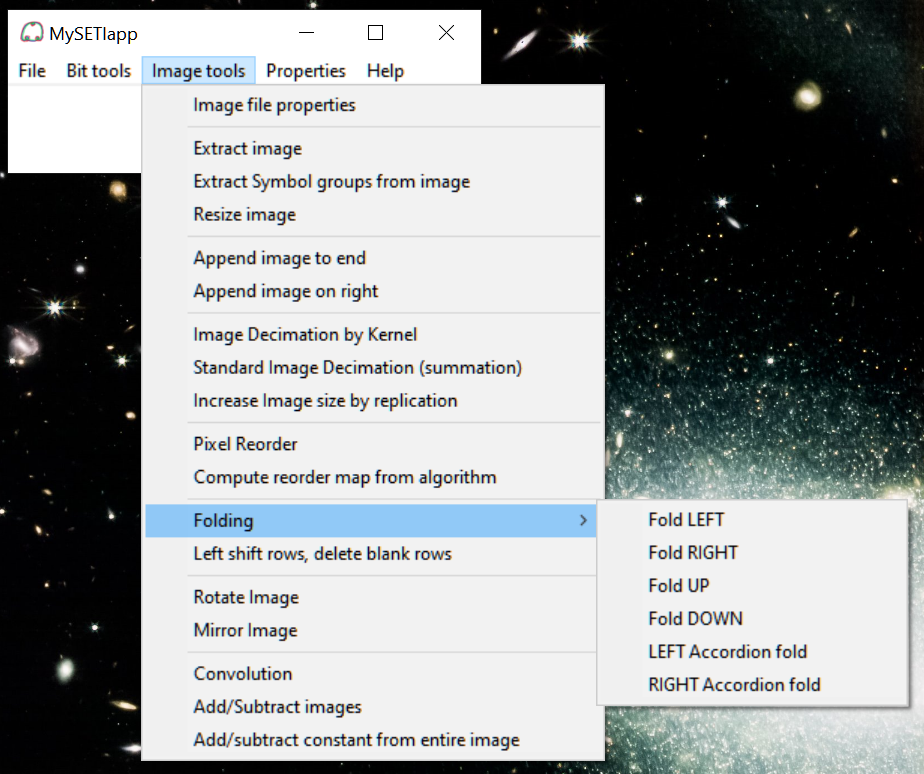 MySETIapp
File Bit tools Image tools Properties Help
Image file properties
Extract image
Extract Symbol groups from image
Resize image
Append image to end
Append image on right
Image Decimation by Kernel
Standard Image Decimation (summation)
Increase Image size by replication
Pixel Reorder
Compute reorder map from algorithm
Folding
Left shift rows, delete blank rows
Rotate Image
Mirror Image
Convolution
Add/Subtract images
Add/subtract constant from entire image
Fold LEFT
Fold RIGHT
Fold UP
Fold DOWN
LEFT Accordion fold
RIGHT Accordion fold